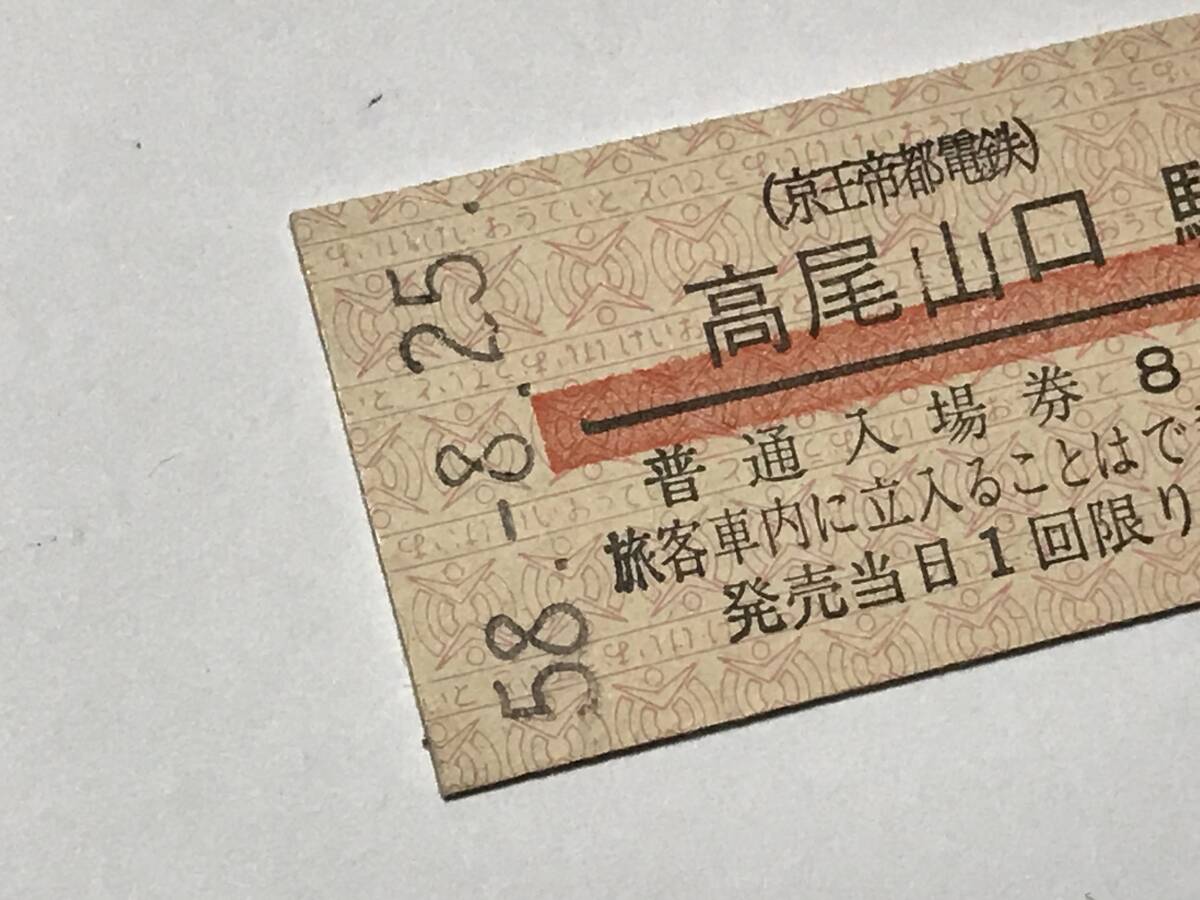 58.-8.25.
(京王帝都電鉄)
高尾山口 駅
普通入場券 8
旅客車内に立入ることはで
発売当日1回限り